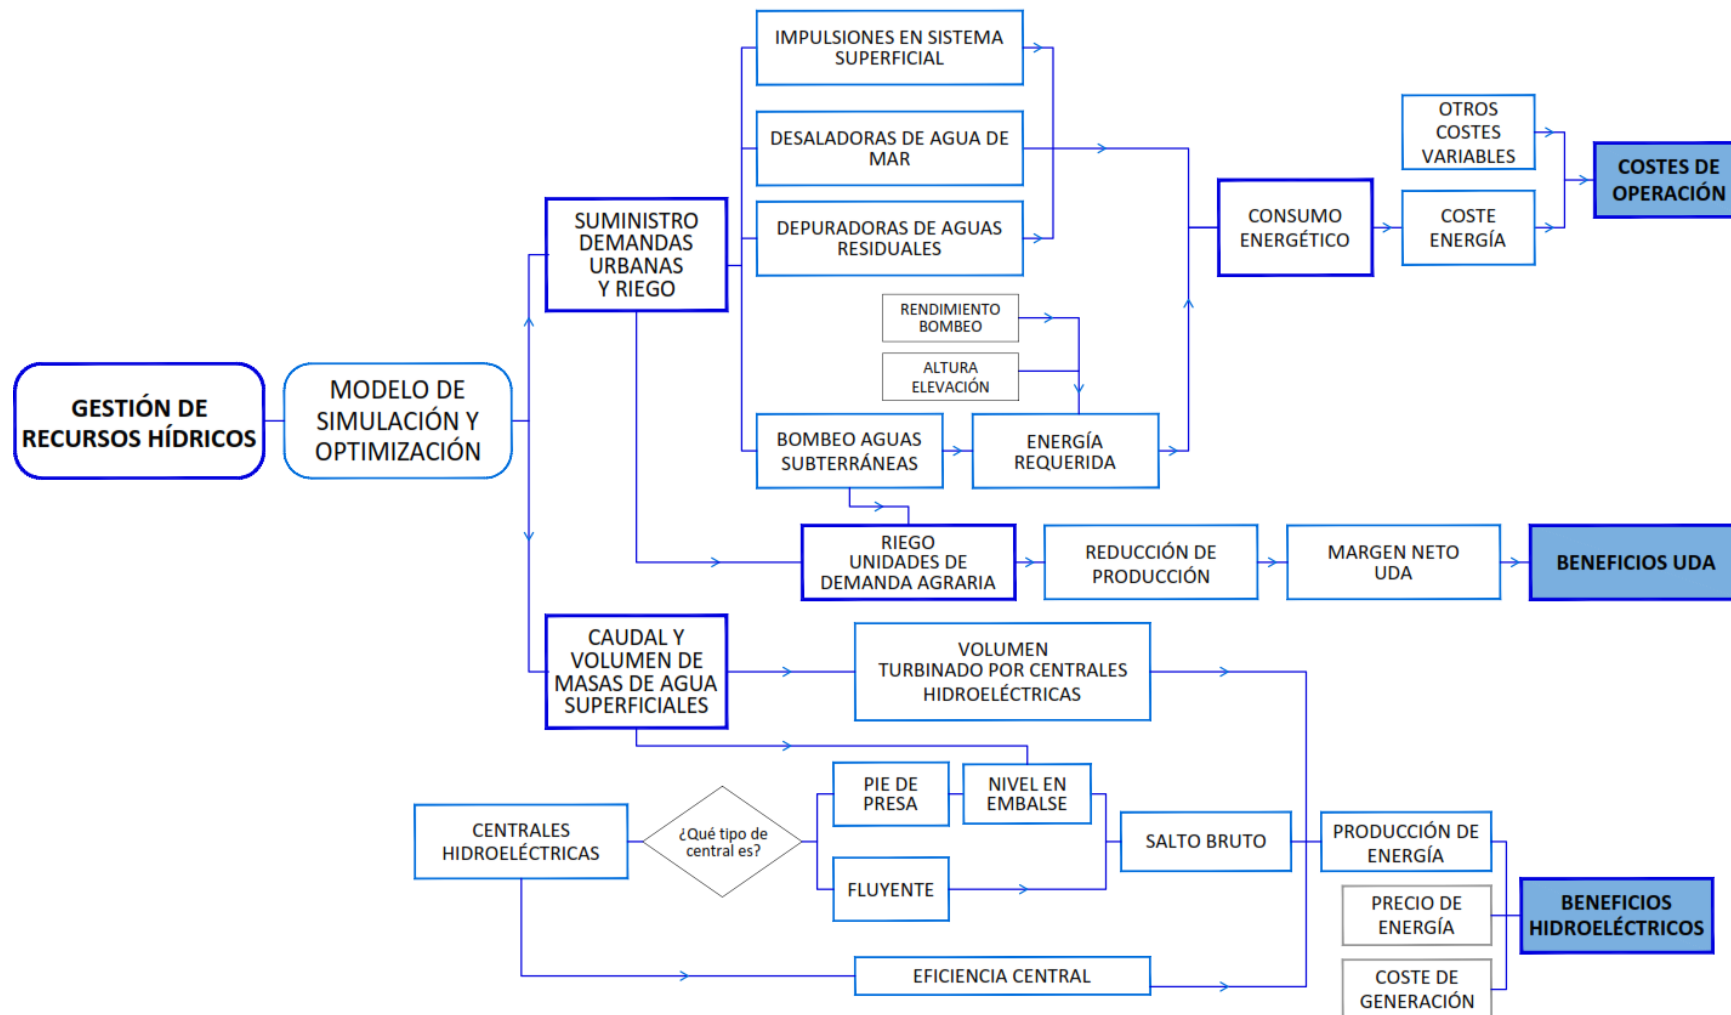 IMPULSIONES EN SISTEMA
SUPERFICIAL
DESALADORAS DE AGUA DE
MAR
DEPURADORAS DE AGUAS
RESIDUALES
SUMINISTRO
DEMANDAS
URBANAS
Y RIEGO
OTROS
COSTES
VARIABLES
COSTES DE
OPERACIÓN
CONSUMO
ENERGÉTICO
COSTE
ENERGÍA
RENDIMIENTO
BOMBEO
ALTURA
ELEVACIÓN
GESTIÓN DE
RECURSOS HÍDRICOS
MODELO DE
SIMULACIÓN Y
OPTIMIZACIÓN
BOMBEO AGUAS
SUBTERRÁNEAS
ENERGÍA
REQUERIDA
RIEGO
UNIDADES DE
DEMANDA AGRARIA
REDUCCIÓN DE
PRODUCCIÓN
MARGEN NETO
UDA
BENEFICIOS UDA
CAUDAL Y
VOLUMEN DE
MASAS DE AGUA
SUPERFICIALES
VOLUMEN
TURBINADO POR CENTRALES
HIDROELÉCTRICAS
CENTRALES
HIDROELÉCTRICAS
¿Qué tipo de
central es?
PIE DE
PRESA
NIVEL EN
EMBALSE
FLUYENTE
SALTO BRUTO
PRODUCCIÓN DE
ENERGÍA
PRECIO DE
ENERGÍA
BENEFICIOS
HIDROELÉCTRICOS
EFICIENCIA CENTRAL
COSTE DE
GENERACIÓN